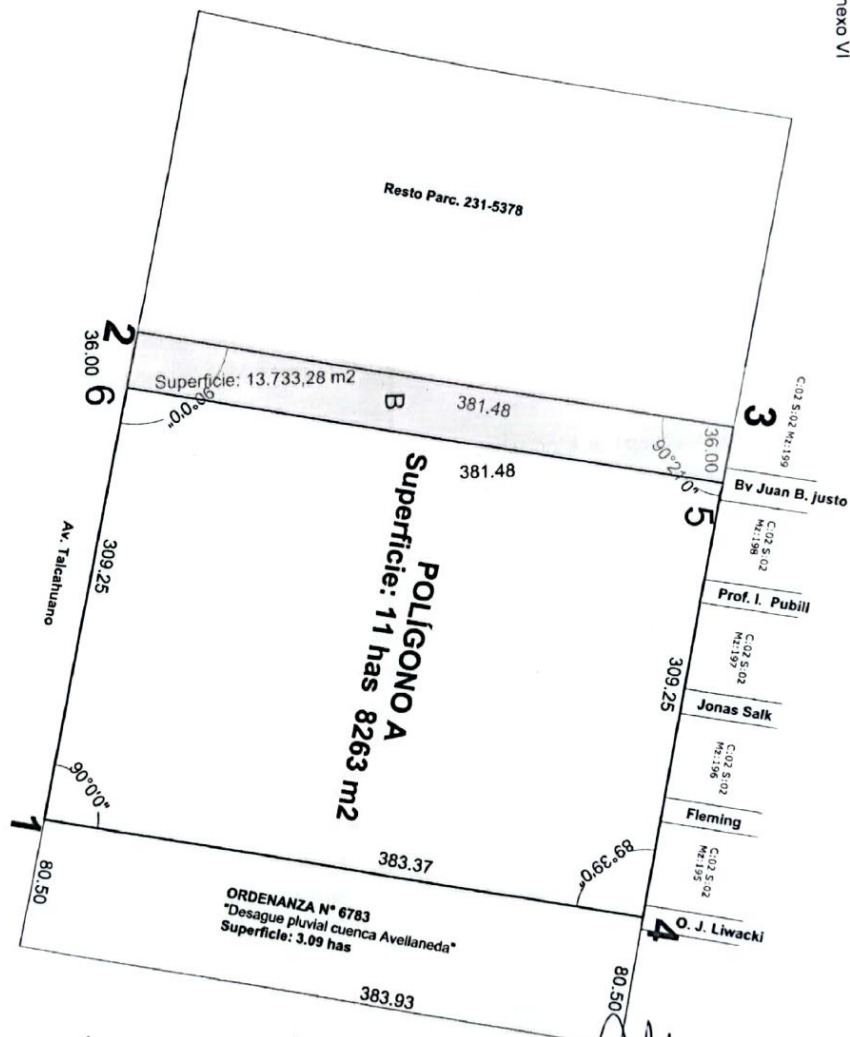 Anexo VI
Resto Parc. 231-5378
2
36.00
6
Superficie: 13.733,28 m2
B
381.48
381.48
36.00
3
90°21'0"
5
90°0'0"
C:02 S:02 Mz:199
Bv Juan B. justo
C:02 S:02
Mz:198
Prof. I. Pubill
C:02 S:02
Mz:197
Jonas Salk
C:02 S:02
Mz:196
Fleming
C:02 S:02
Mz:195
O. J. Liwacki
POLÍGONO A
Superficie: 11 has 8263 m2
309.25
Av. Talcahuano
309.25
90°0'0"
1
89°39'0"
4
383.37
80.50
ORDENANZA N° 6783
"Desague pluvial cuenca Avellaneda"
Superficie: 3.09 has
383.93
80.50